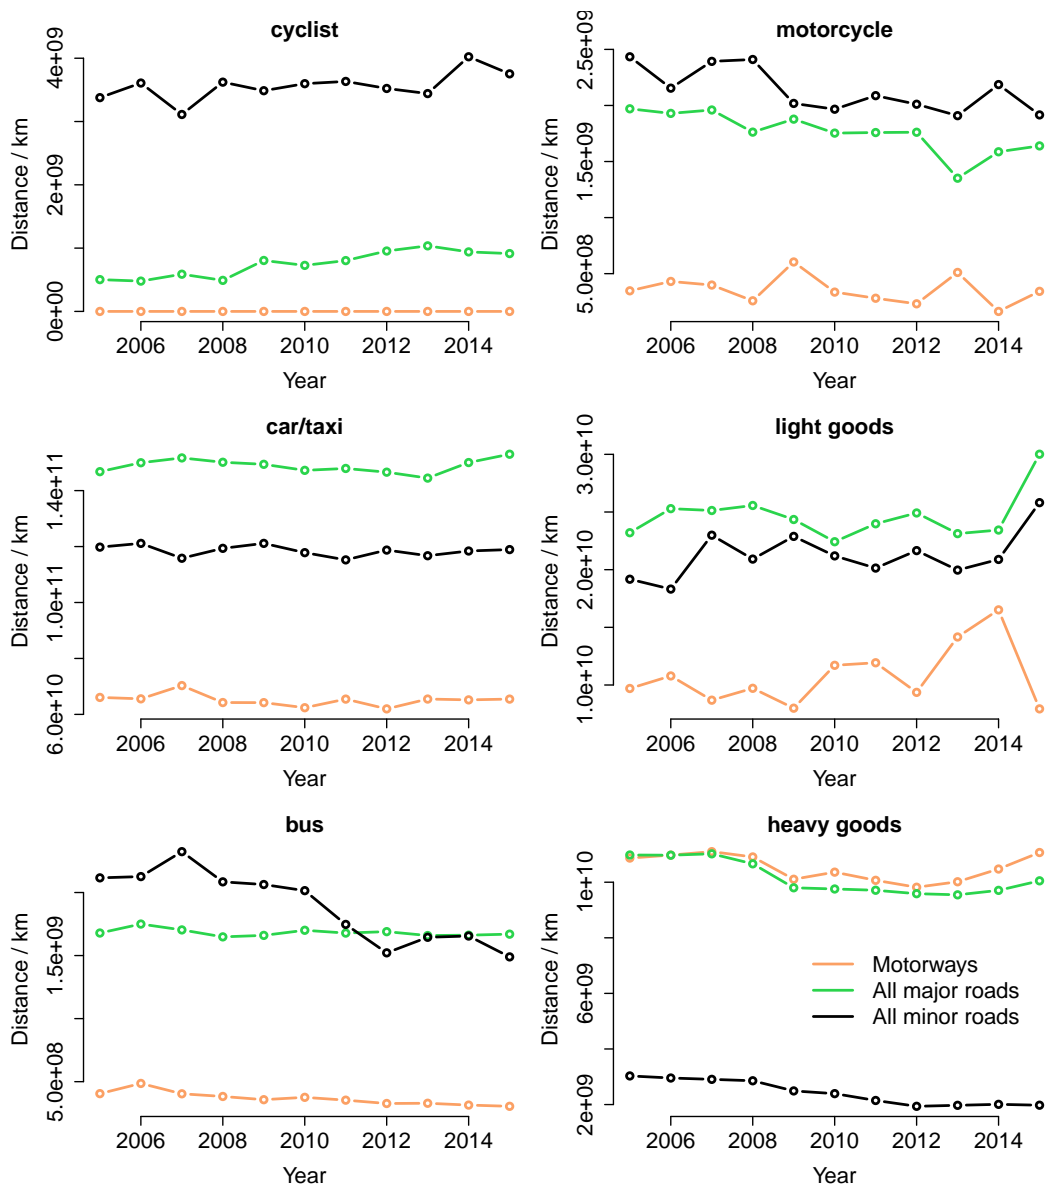 cyclist
Distance / km
4e+09
2e+09
0e+00
2006 2008 2010 2012 2014
Year
motorcycle
Distance / km
2.5e+09
1.5e+09
5.0e+08
2006 2008 2010 2012 2014
Year
car/taxi
Distance / km
1.4e+11
1.0e+11
6.0e+10
2006 2008 2010 2012 2014
Year
light goods
Distance / km
3.0e+10
2.0e+10
1.0e+10
2006 2008 2010 2012 2014
Year
bus
Distance / km
1.5e+09
5.0e+08
2006 2008 2010 2012 2014
Year
heavy goods
Distance / km
1e+10
6e+09
2e+09
Motorways
All major roads
All minor roads
2006 2008 2010 2012 2014
Year